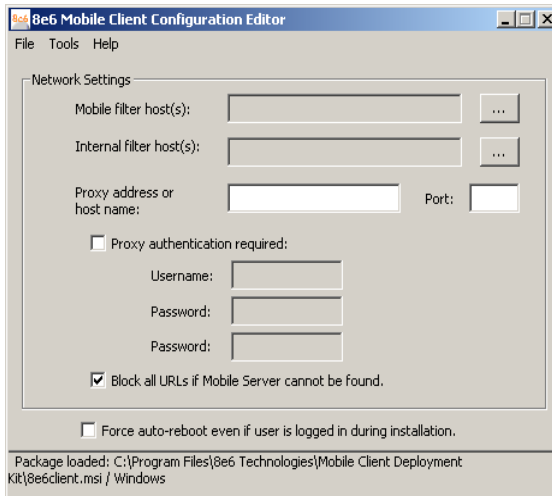 8e6 8e6 Mobile Client Configuration Editor
File Tools Help
Network Settings
Mobile filter host(s): ...
Internal filter host(s): ...
Proxy address or
host name:
Port:
Proxy authentication required:
Username:
Password:
Password:
Block all URLs if Mobile Server cannot be found.
Force auto-reboot even if user is logged in during installation.
Package loaded: C:\Program Files\8e6 Technologies\Mobile Client Deployment
Kit\8e6client.msi / Windows